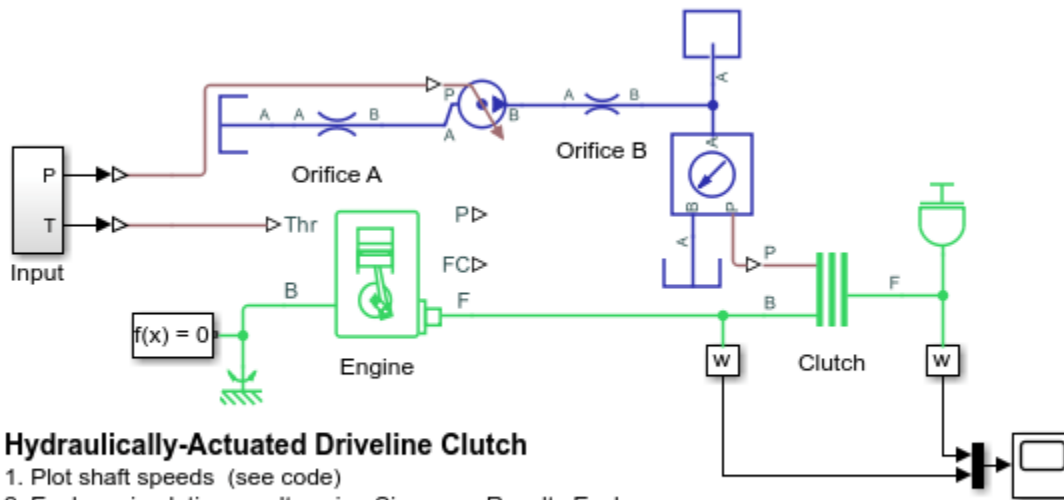 A
P
A
A
B
A
B
A
B
Orifice A
Orifice B
A
P
T
Input
Thr
P
FC
B
P
A
P
B
F
B
F
f(x) = 0
Engine
W
Clutch
W
Hydraulically-Actuated Driveline Clutch
1. Plot shaft speeds (see code)